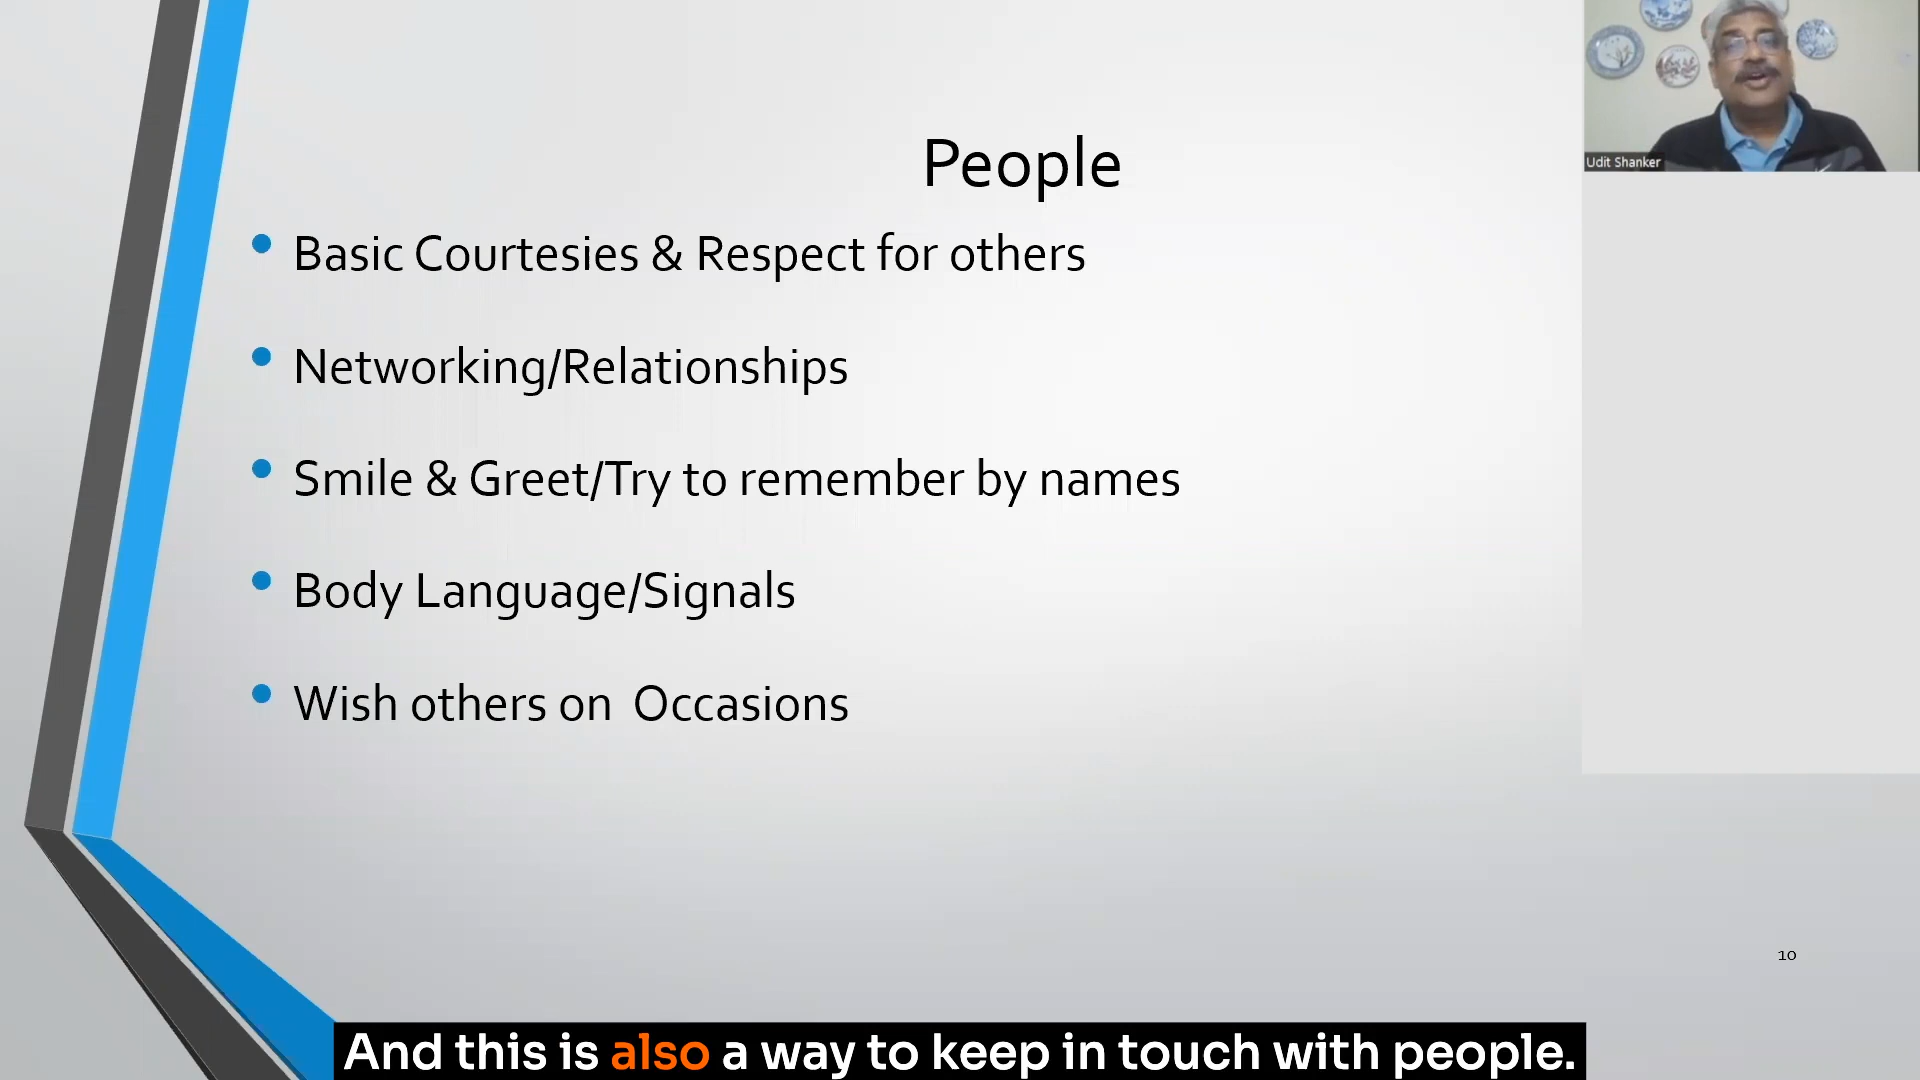 People
Udit Shanker
• Basic Courtesies & Respect for others
• Networking/Relationships
• Smile & Greet/Try to remember by names
• Body Language/Signals
• Wish others on  Occasions
10
And this is also a way to keep in touch with people.